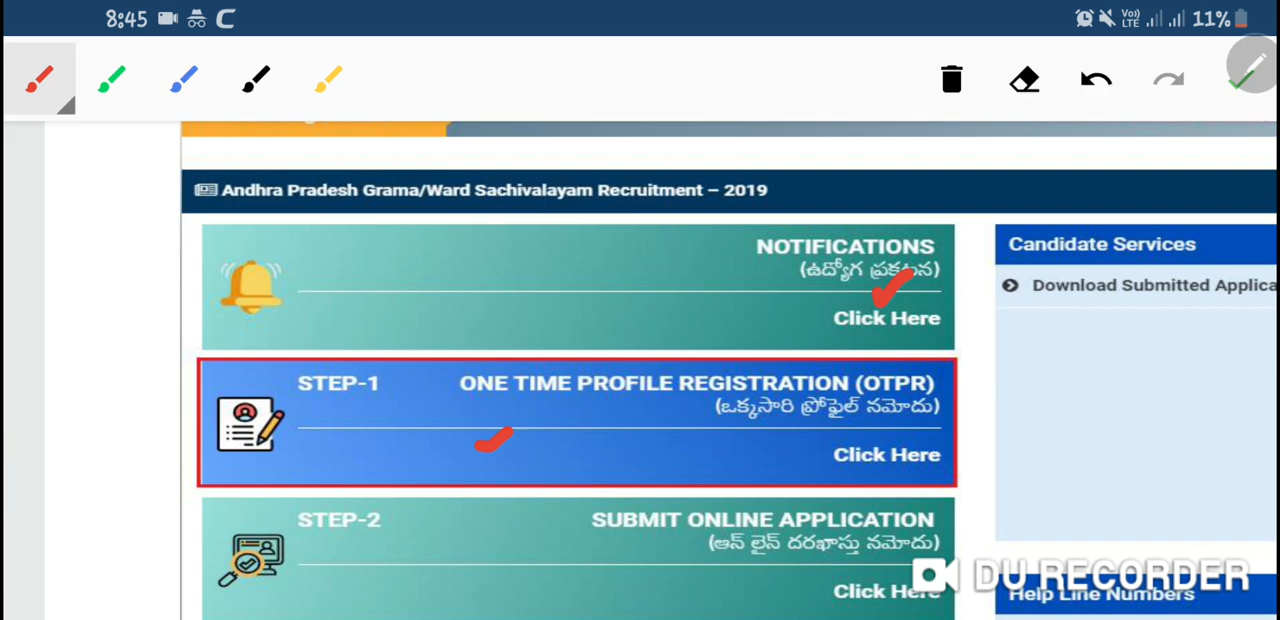 8:45
Vo))
LTE
11%
Andhra Pradesh Grama/Ward Sachivalayam Recruitment – 2019
NOTIFICATIONS
(ఉద్యోగ ప్రకటన)
Click Here
STEP-1 ONE TIME PROFILE REGISTRATION (OTPR)
(ఒక్కసారి ప్రోఫైల్ నమోదు)
Click Here
STEP-2 SUBMIT ONLINE APPLICATION
(ఆన్ లైన్ దరఖాస్తు నమోదు)
Click Here
Candidate Services
Download Submitted Applica
DU RECORDER
Help Line Numbers